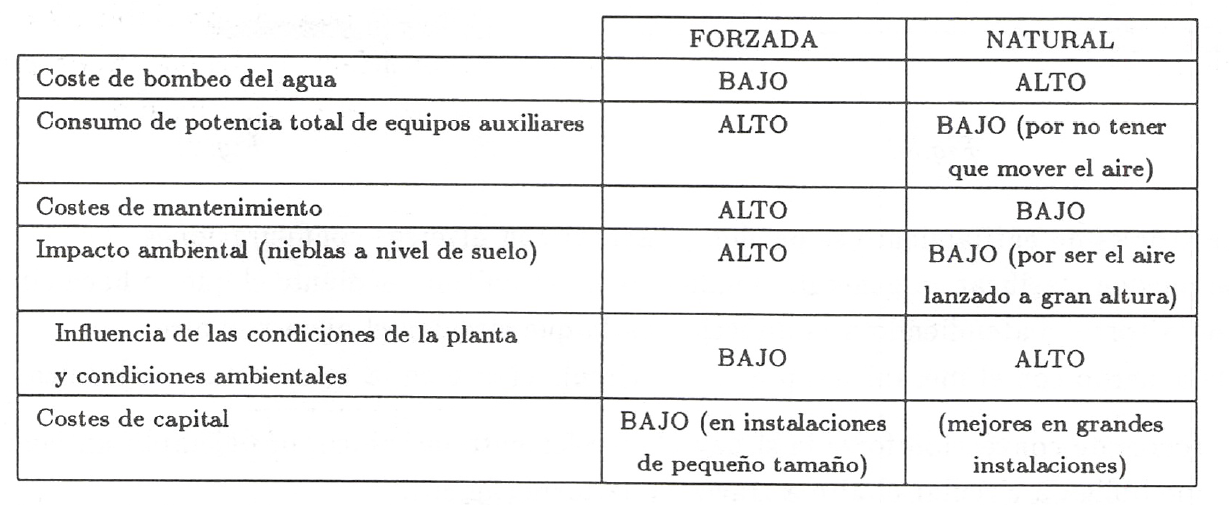 FORZADA NATURAL
Coste de bombeo del agua BAJO ALTO
Consumo de potencia total de equipos auxiliares ALTO BAJO (por no tener
que mover el aire)
Costes de mantenimiento ALTO BAJO
Impacto ambiental (nieblas a nivel de suelo) ALTO BAJO (por ser el aire
lanzado a gran altura)
Influencia de las condiciones de la planta
y condiciones ambientales BAJO ALTO
Costes de capital BAJO (en instalaciones (mejores en grandes
de pequeño tamaño) instalaciones)